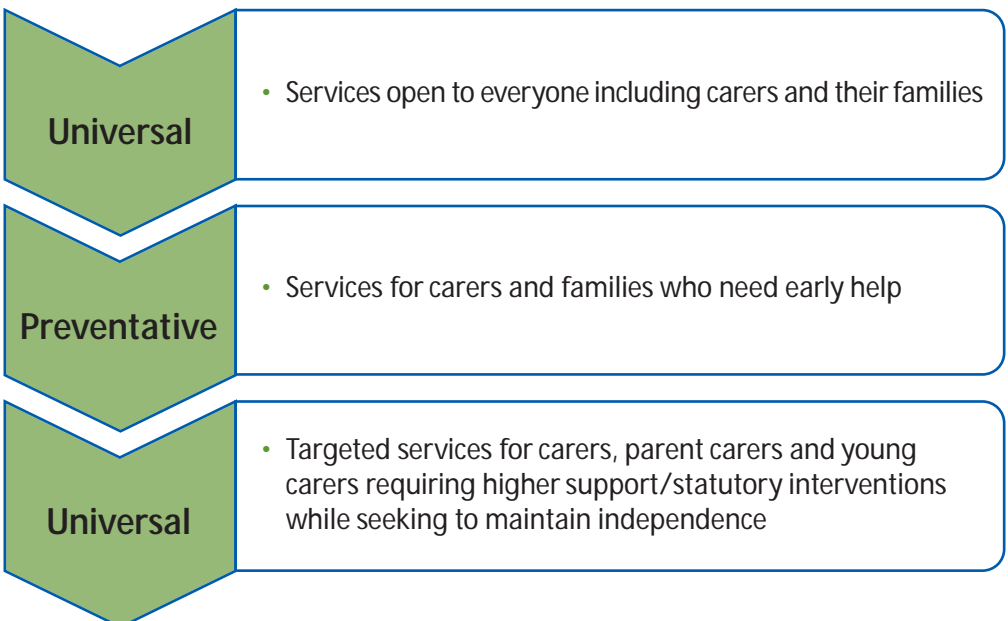 Universal
• Services open to everyone including carers and their families
Preventative
• Services for carers and families who need early help
Universal
• Targeted services for carers, parent carers and young
carers requiring higher support/statutory interventions
while seeking to maintain independence